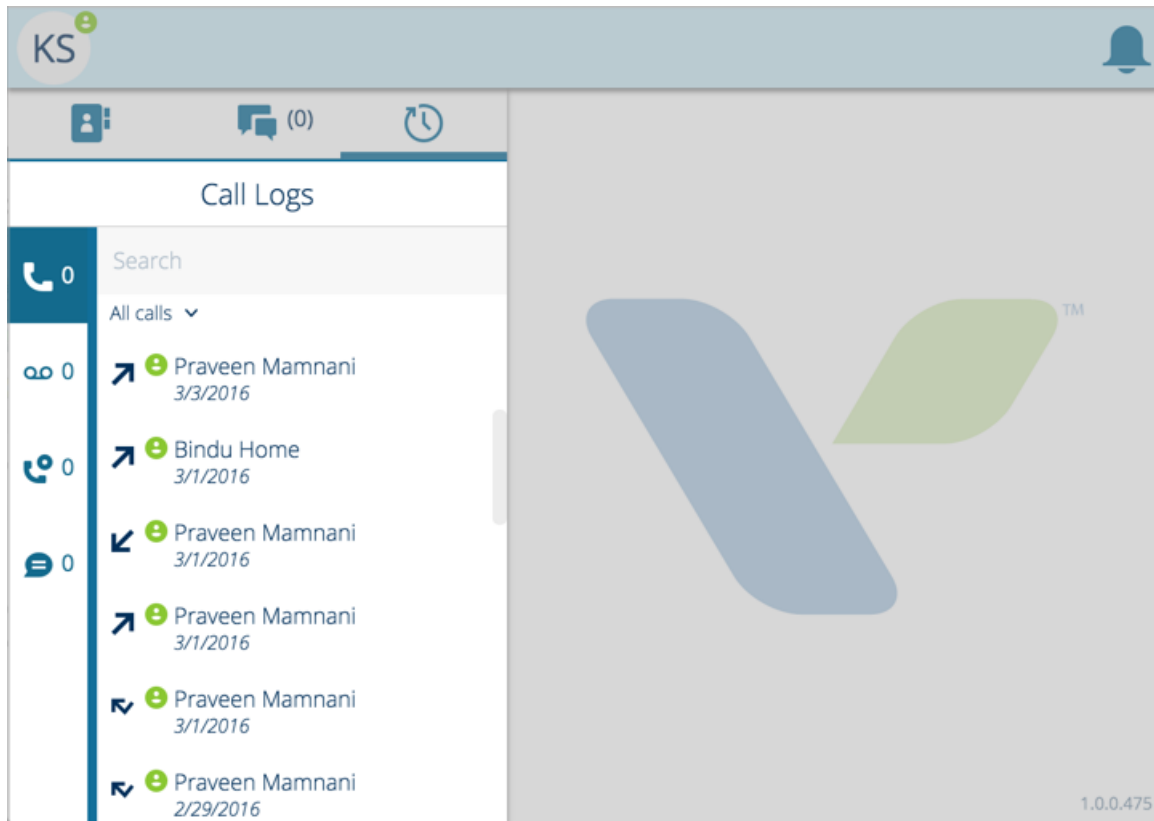 KS
(0)
Call Logs
0
Search
All calls
0
Praveen Mamnani
3/3/2016
0
Bindu Home
3/1/2016
Praveen Mamnani
3/1/2016
0
Praveen Mamnani
3/1/2016
Praveen Mamnani
3/1/2016
Praveen Mamnani
2/29/2016
TM
1.0.0.475